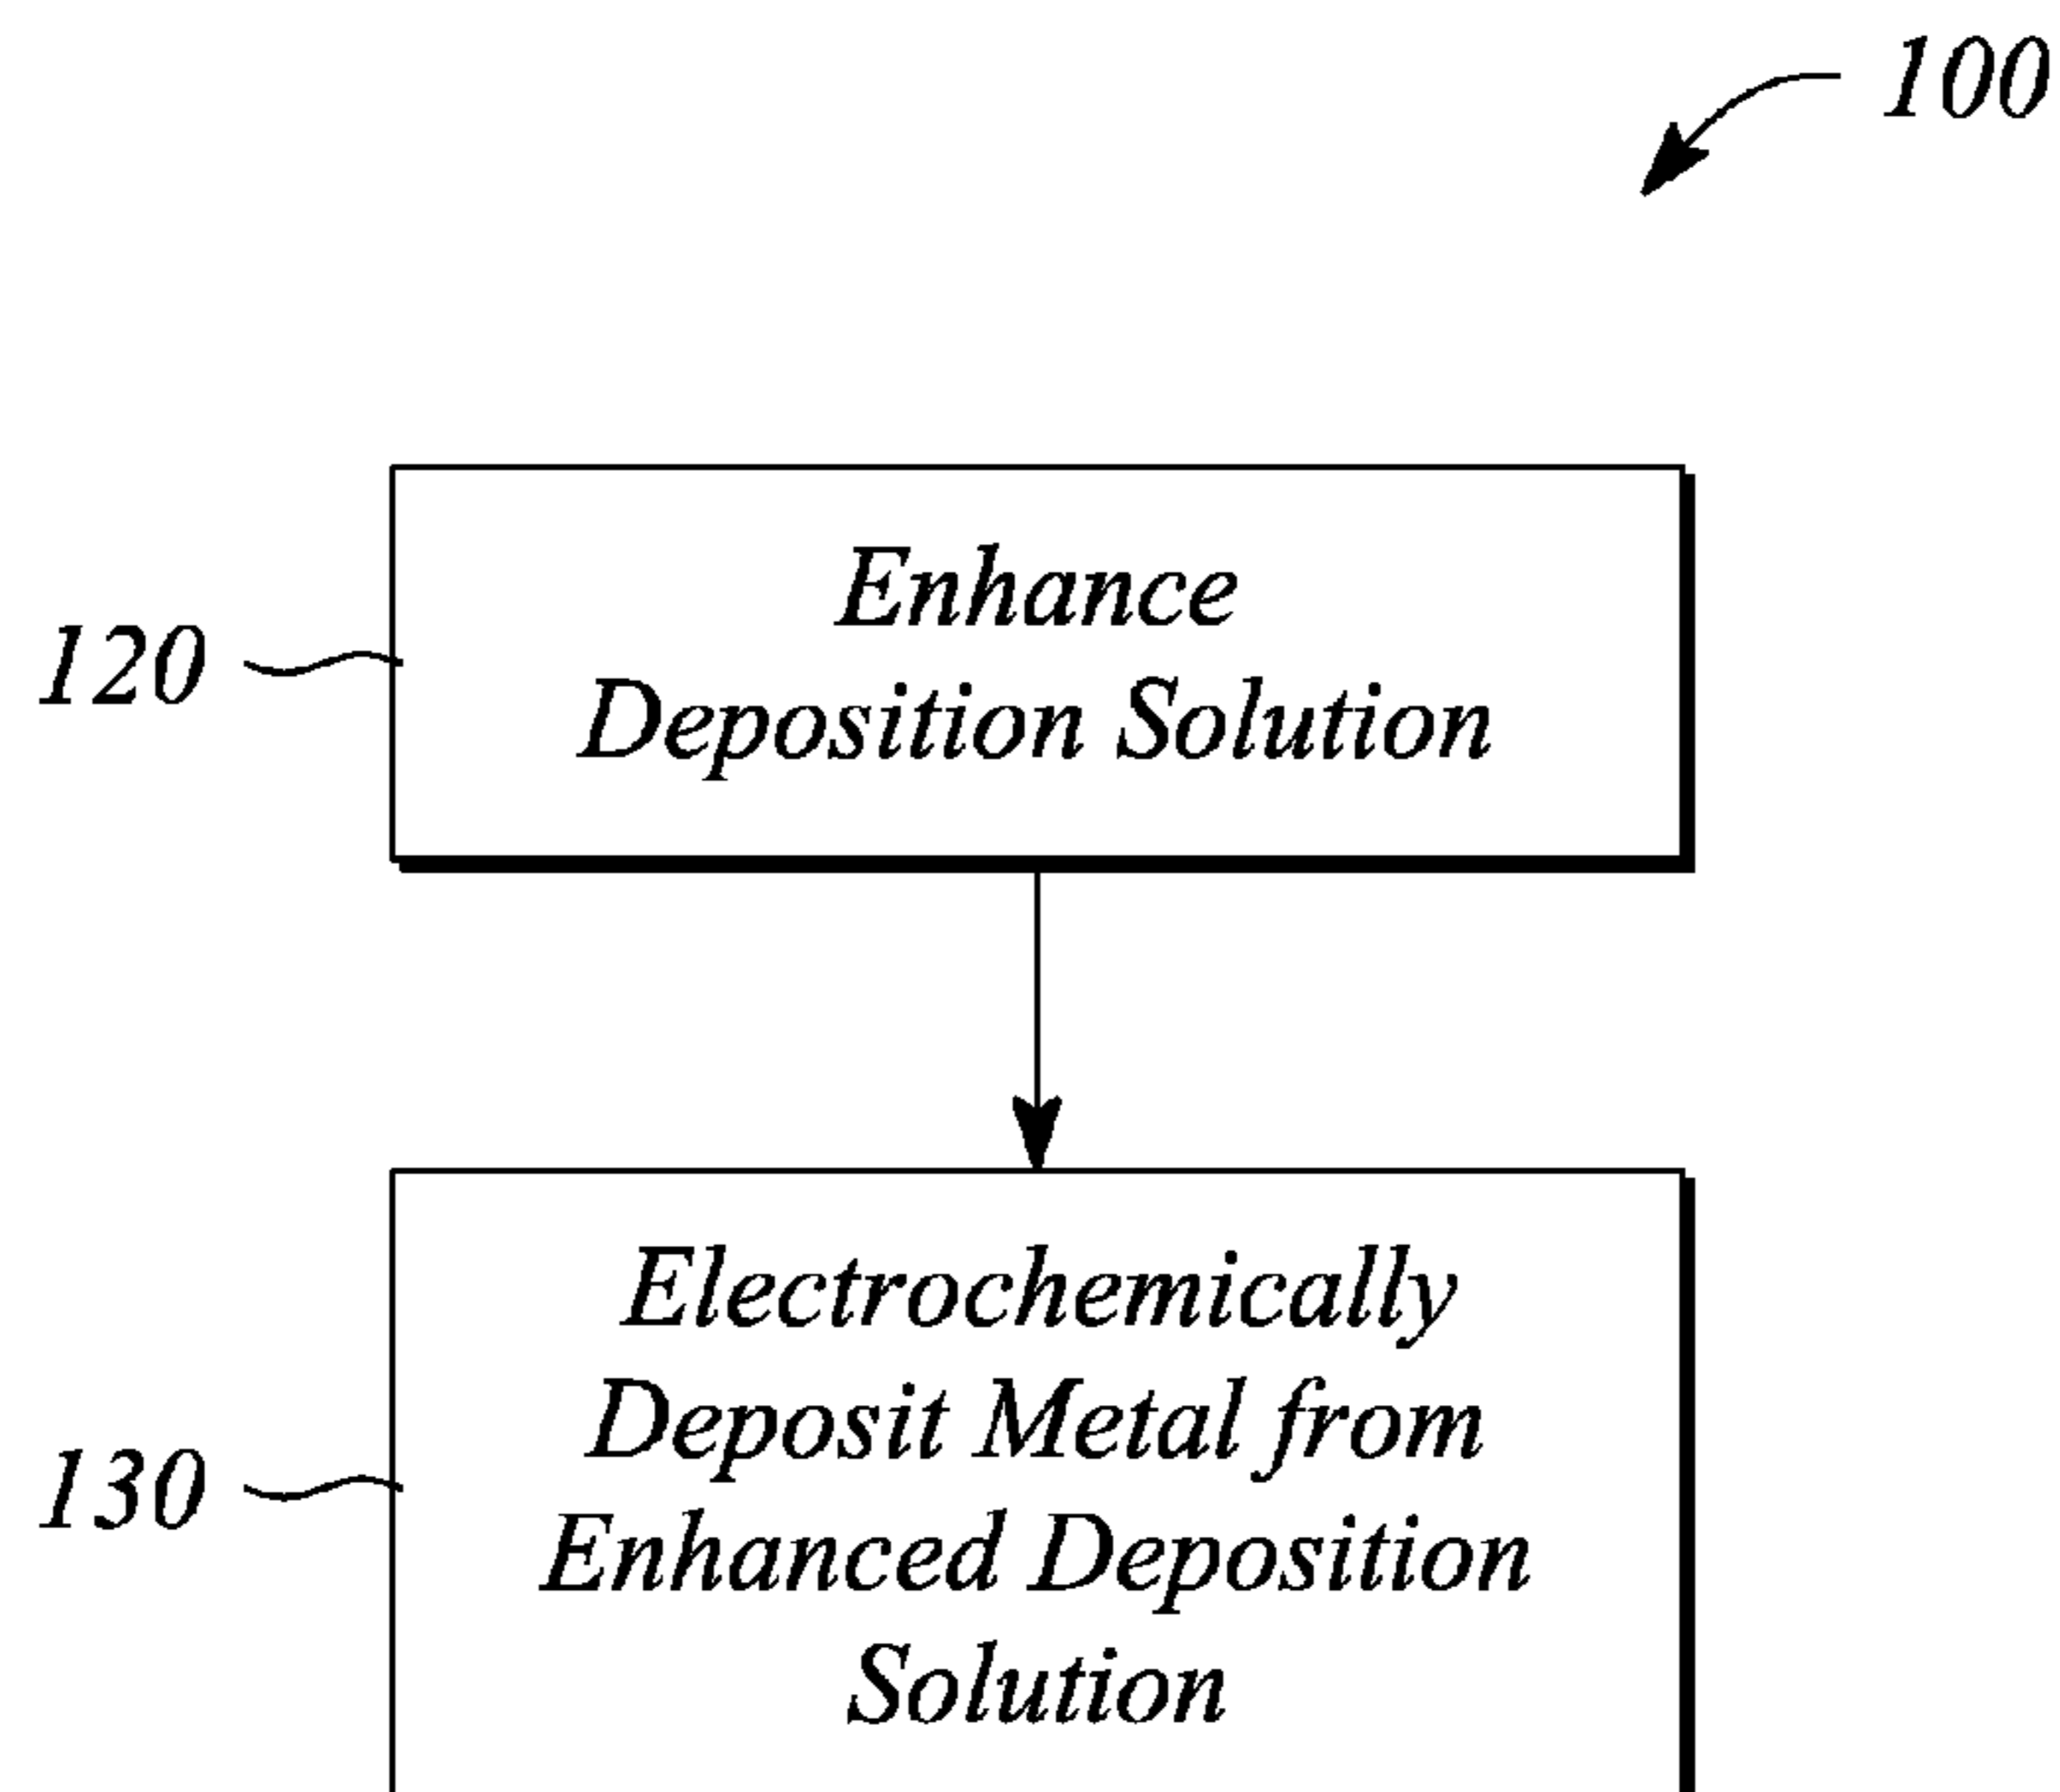 100
Enhance
120
Deposition Solution
Electrochemically
Deposit Metal from
130
Enhanced Deposition
Solution